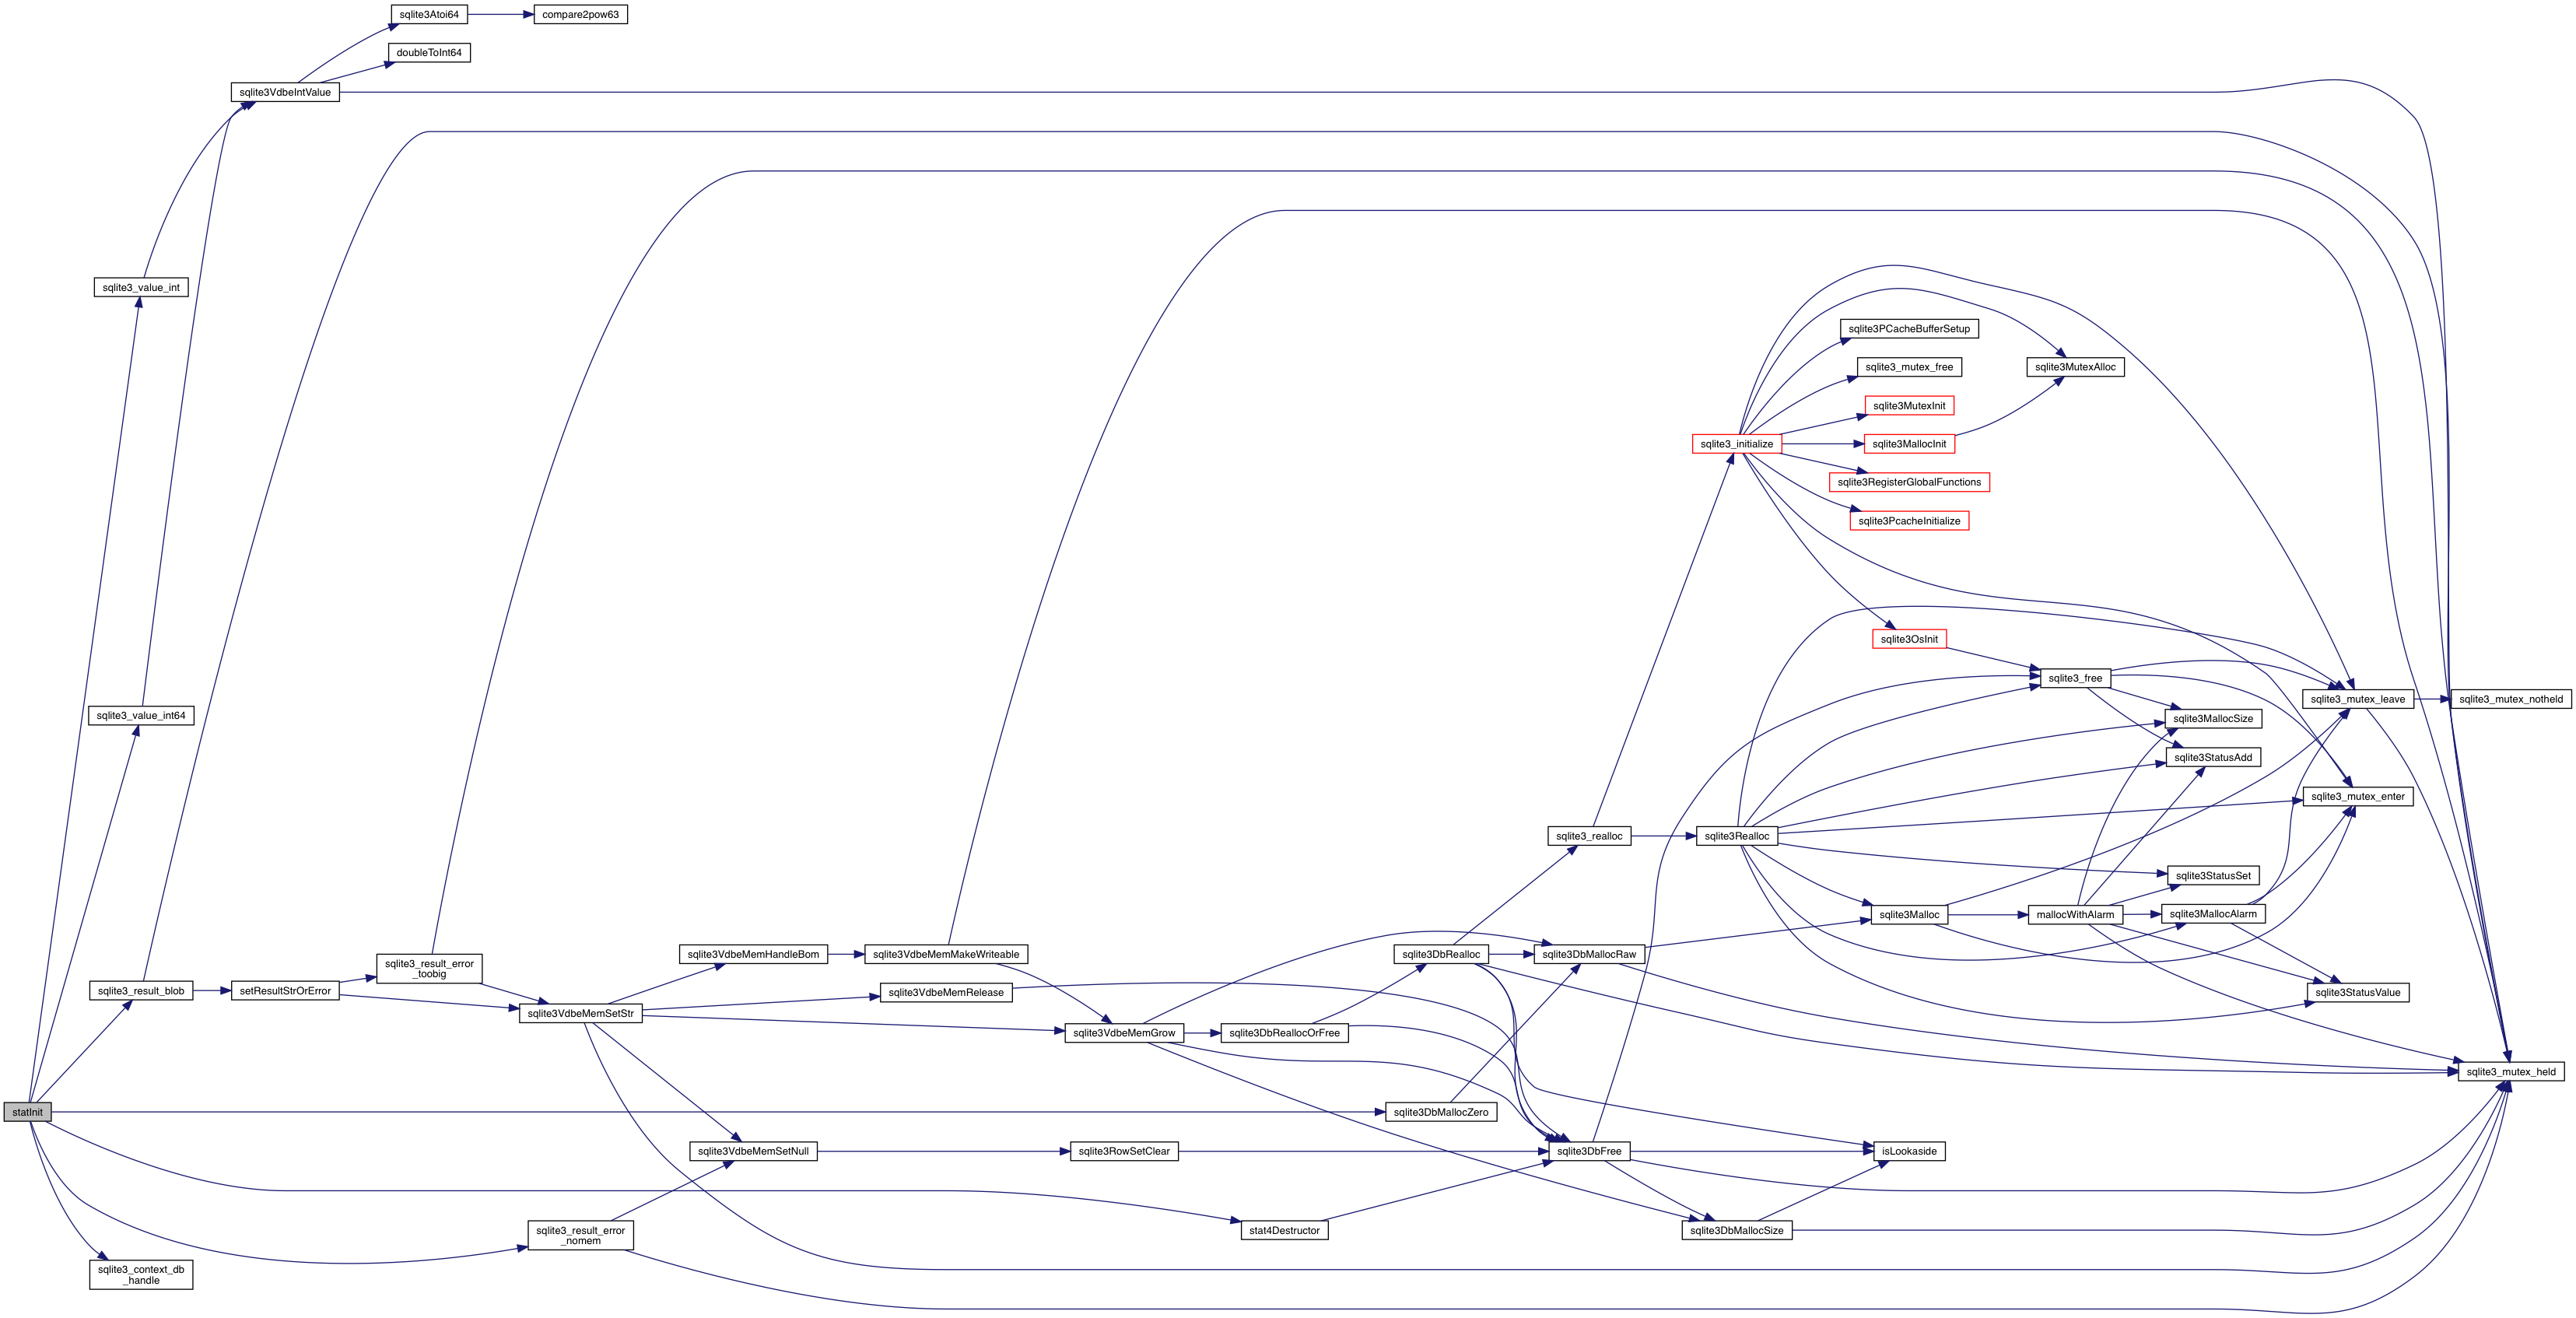 sqlite3Atoi64
compare2pow63
doubleToInt64
sqlite3VdbeIntValue
sqlite3_value_int
sqlite3PCacheBufferSetup
sqlite3_mutex_free
sqlite3MutexAlloc
sqlite3MutexInit
sqlite3_initialize
sqlite3MallocInit
sqlite3RegisterGlobalFunctions
sqlite3PcacheInitialize
sqlite3OsInit
sqlite3_free
sqlite3_mutex_leave
sqlite3_mutex_notheld
sqlite3_value_int64
sqlite3MallocSize
sqlite3StatusAdd
sqlite3_mutex_enter
sqlite3_realloc
sqlite3Realloc
sqlite3StatusSet
sqlite3Malloc
mallocWithAlarm
sqlite3MallocAlarm
sqlite3VdbeMemHandleBom
sqlite3VdbeMemMakeWriteable
sqlite3DbRealloc
sqlite3DbMallocRaw
sqlite3_result_error
_toobig
sqlite3_result_blob
setResultStrOrError
sqlite3VdbeMemRelease
sqlite3StatusValue
sqlite3VdbeMemSetStr
sqlite3VdbeMemGrow
sqlite3DbReallocOrFree
sqlite3_mutex_held
statInit
sqlite3DbMallocZero
sqlite3VdbeMemSetNull
sqlite3RowSetClear
sqlite3DbFree
isLookaside
sqlite3_result_error
_nomem
stat4Destructor
sqlite3DbMallocSize
sqlite3_context_db
_handle